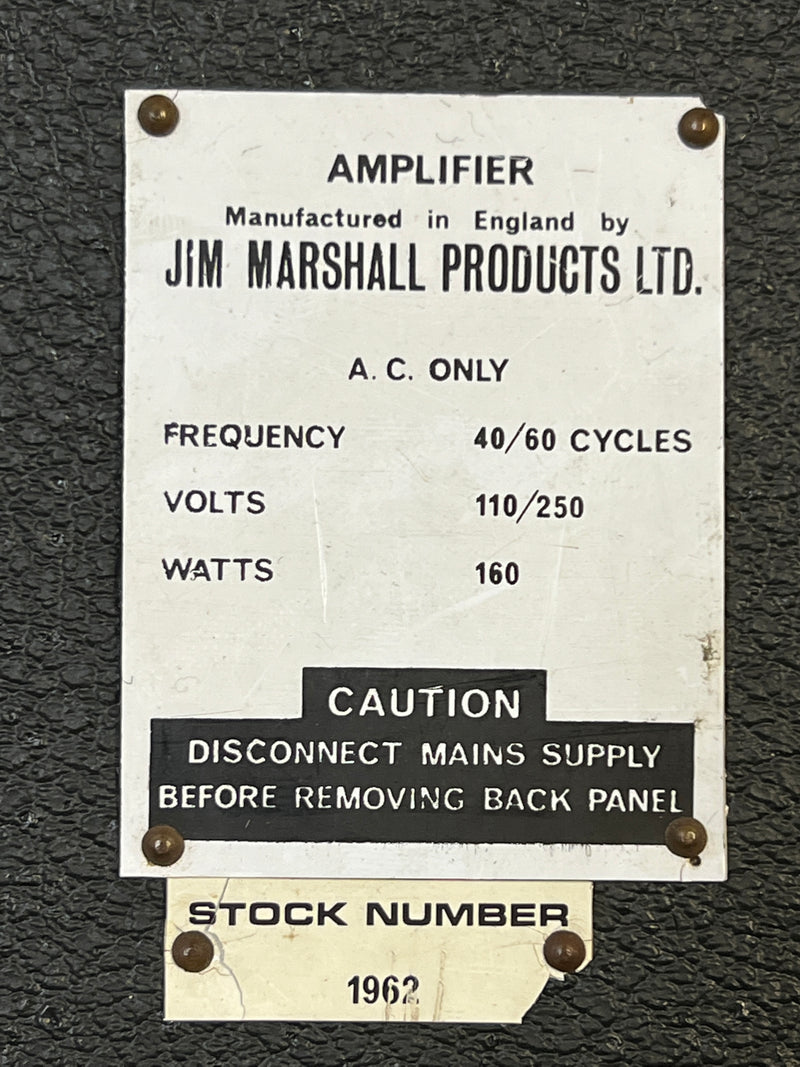 AMPLIFIER
Manufactured in England by
JIM MARSHALL PRODUCTS LTD.
A. C. ONLY
FREQUENCY 40/60 CYCLES
VOLTS 110/250
WATTS 160
CAUTION
DISCONNECT MAINS SUPPLY
BEFORE REMOVING BACK PANEL
STOCK NUMBER
1962